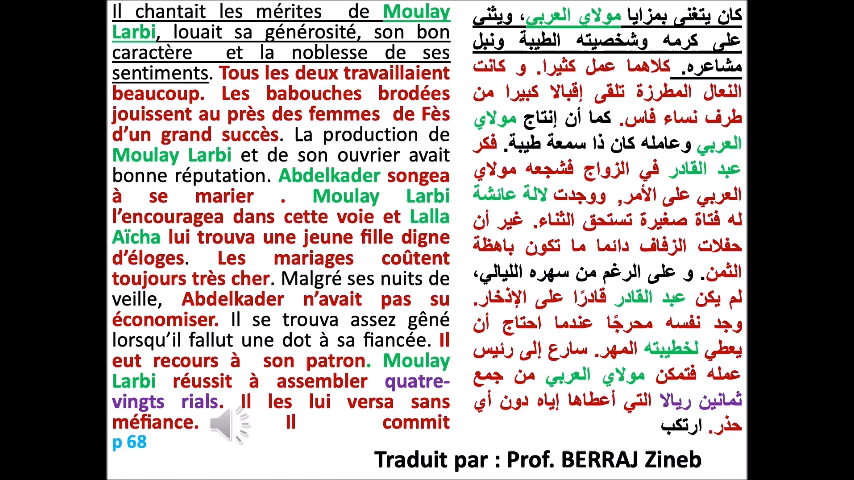 Il chantait les mérites de Moulay
Larbi, louait sa générosité, son bon
caractère et la noblesse de ses
sentiments. Tous les deux travaillaient
beaucoup. Les babouches brodées
jouissent au près des femmes de Fès
d'un grand succès. La production de
Moulay Larbi et de son ouvrier avait
bonne réputation. Abdelkader songea
à se marier . Moulay Larbi
l'encouragea dans cette voie et Lalla
Aïcha lui trouva une jeune fille digne
d'éloges. Les mariages coûtent
toujours très cher. Malgré ses nuits de
veille, Abdelkader n'avait pas su
économiser. Il se trouva assez gêné
lorsqu'il fallut une dot à sa fiancée. Il
eut recours à son patron. Moulay
Larbi réussit à assembler quatre-
vingts rials. Il les lui versa sans
méfiance. Il commit
p 68
كان يتغنى بمزايا مولاي العربي، ويثني
على كرمه وشخصيته الطيبة ونبل
مشاعره. كلاهما عمل كثيرا. و كانت
النعال المطرزة تلقى إقبالا كبيرا من
طرف نساء فاس. كما أن إنتاج مولاي
العربي وعامله كان ذا سمعة طيبة. فكر
عبد القادر في الزواج فشجعه مولاي
العربي على الأمر, ووجدت لالة عائشة
له فتاة صغيرة تستحق الثناء. غير أن
حفلات الزفاف دائما ما تكون باهظة
الثمن. و على الرغم من سهره الليالي،
لم يكن عبد القادر قادرًا على الإذخار.
وجد نفسه محرجًا عندما احتاج أن
يعطي لخطيبته المهر. سارع إلى رئيس
عمله فتمكن مولاي العربي من جمع
ثمانين ريالا التي أعطاها إياه دون أي
حذر. ارتكب
Traduit par : Prof. BERRAJ Zineb